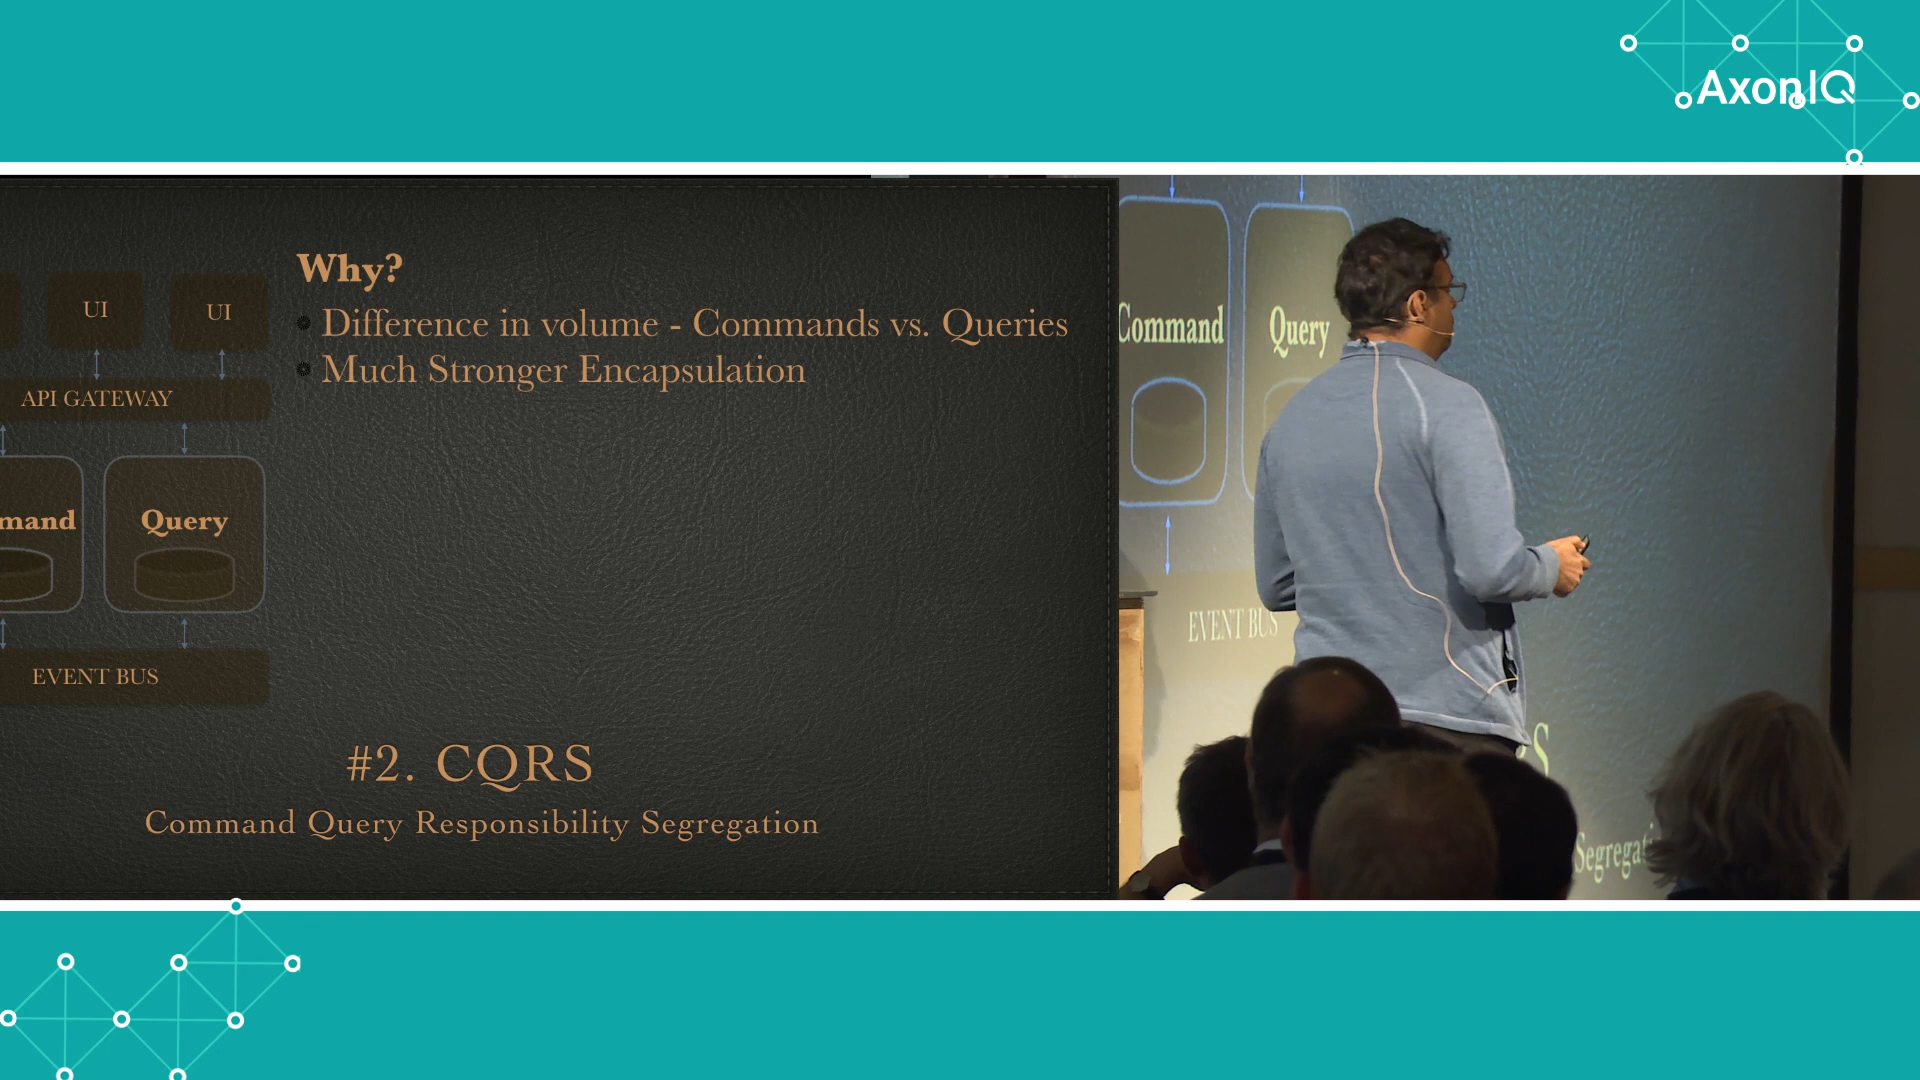 AxonIQ
Why?
Difference in volume - Commands vs. Queries
Much Stronger Encapsulation
UI
UI
API GATEWAY
mand
Query
EVENT BUS
#2. CQRS
Command Query Responsibility Segregation
Command
Query
EVENT BUS
S
Segregati